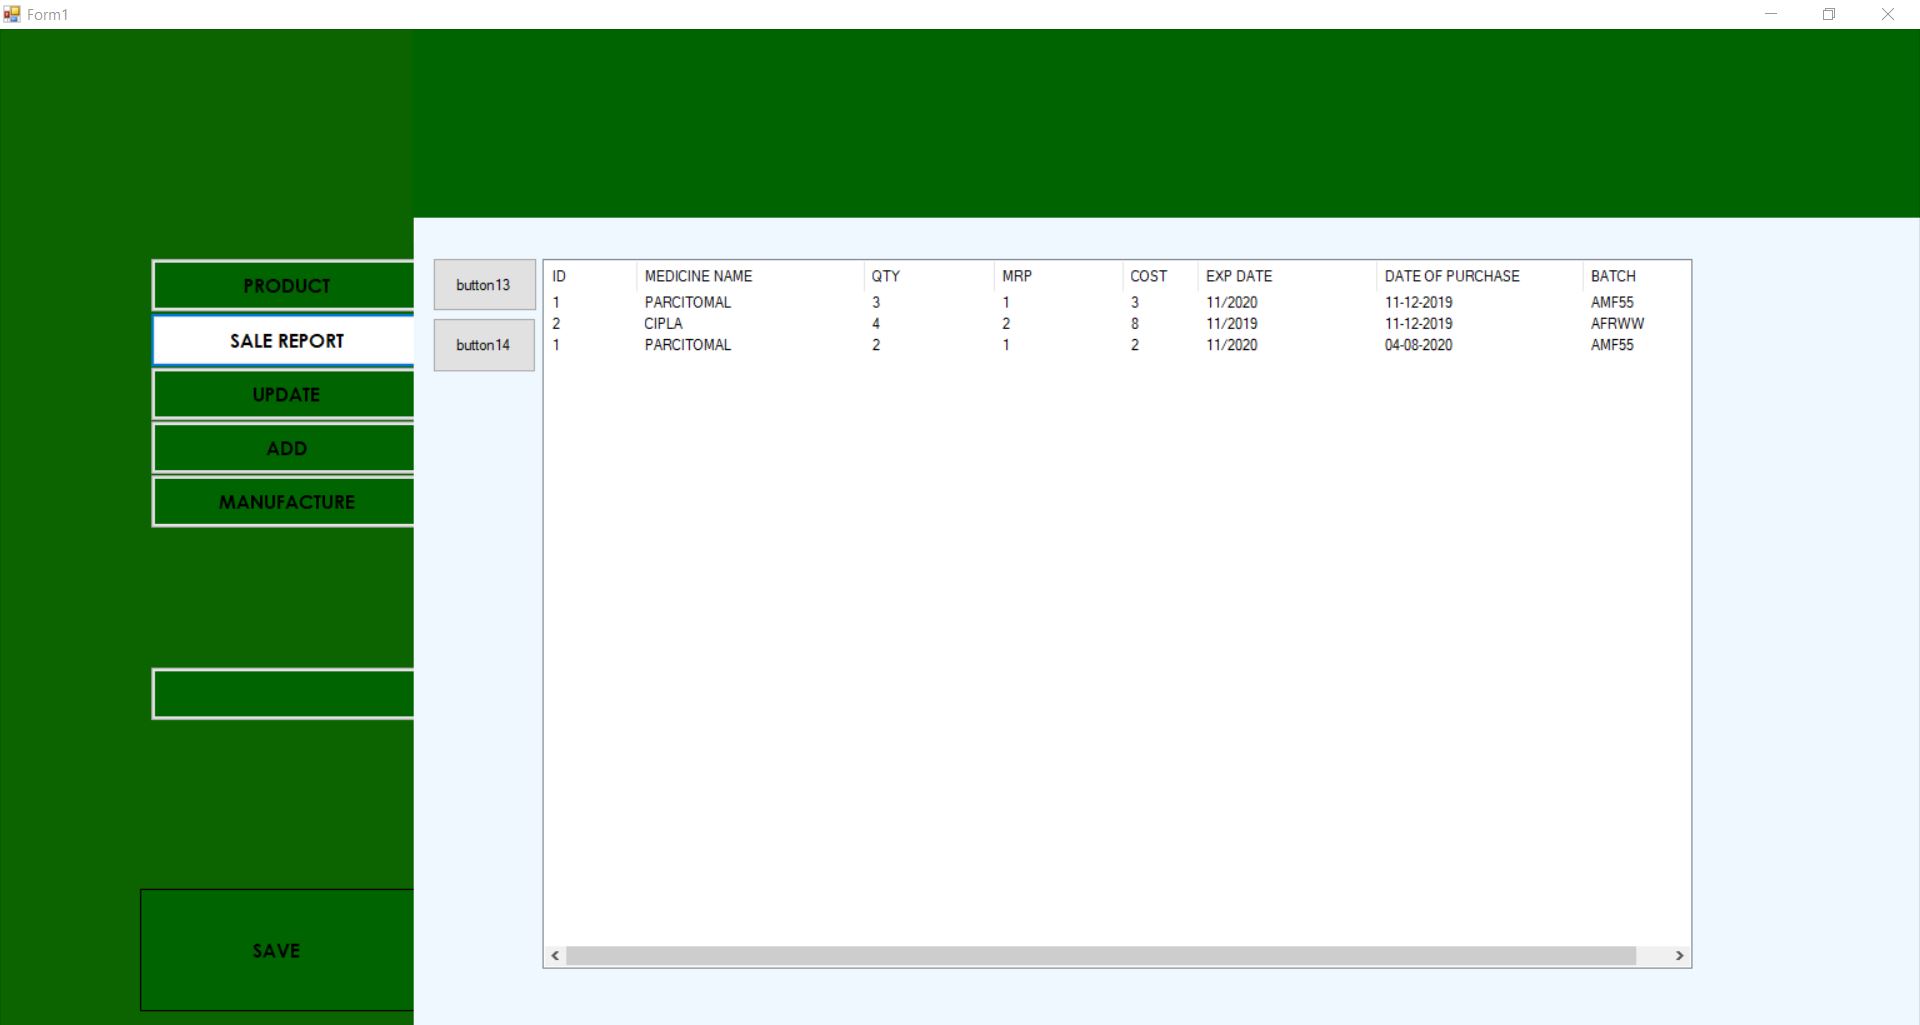 Form1
PRODUCT
SALE REPORT
UPDATE
ADD
MANUFACTURE
SAVE
button13
button14
ID MEDICINE NAME QTY MRP COST EXP DATE DATE OF PURCHASE BATCH
1 PARCITOMAL 3 1 3 11/2020 11-12-2019 AMF55
2 CIPLA 4 2 8 11/2019 11-12-2019 AFRWW
1 PARCITOMAL 2 1 2 11/2020 04-08-2020 AMF55